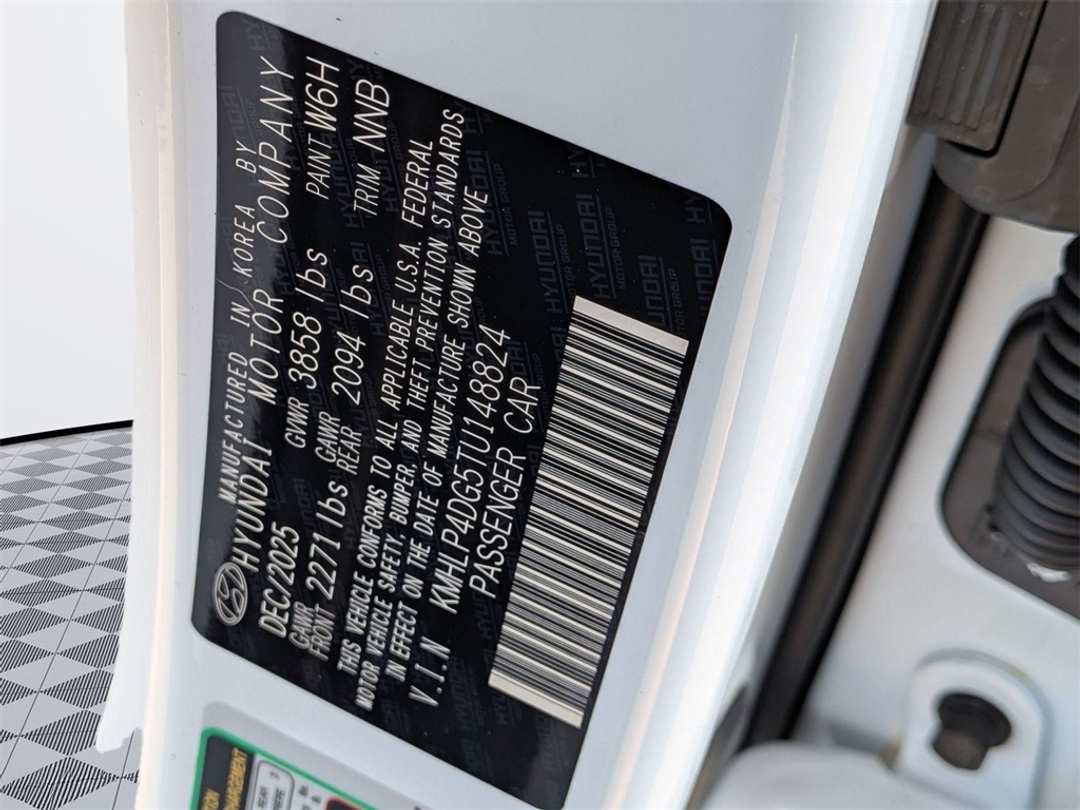 MANUFACTURED IN KOREA BY
HYUNDAI MOTOR COMPANY
DEC/2025 GVWR 3858 lbs PAINT W6H
GAWR FRONT 2271 lbs GAWR REAR 2094 lbs TRIM NNB
THIS VEHICLE CONFORMS TO ALL APPLICABLE U.S.A. FEDERAL
MOTOR VEHICLE SAFETY, BUMPER, AND THEFT PREVENTION STANDARDS
IN EFFECT ON THE DATE OF MANUFACTURE SHOWN ABOVE
V.I.N KMHLP4DG5TU148824
PASSENGER CAR
HYUNDAI
MOTOR GROUP